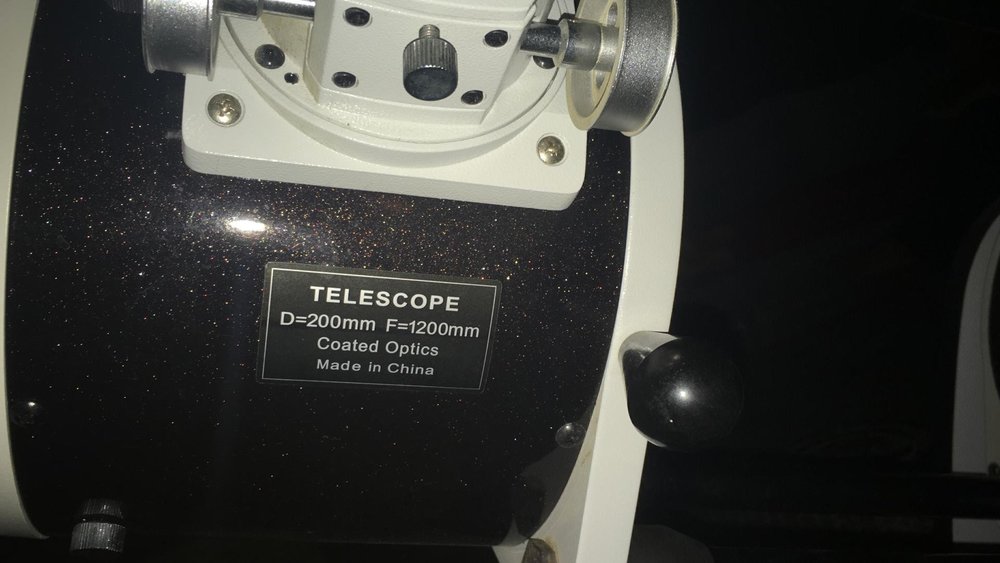 TELESCOPE
D=200mm F=1200mm
Coated Optics
Made in China